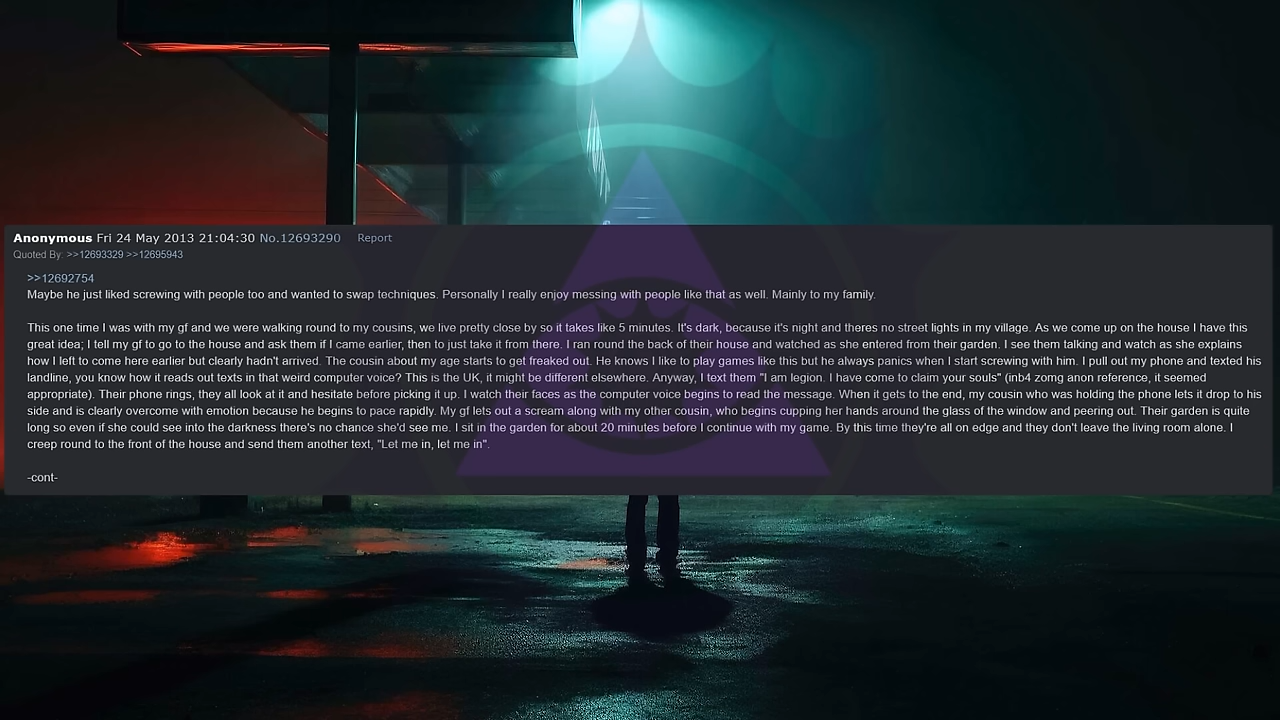 Anonymous Fri 24 May 2013 21:04:30 No.12693290 Report
Quoted By: >>12693329 >>12695943
>>12692754
Maybe he just liked screwing with people too and wanted to swap techniques. Personally I really enjoy messing with people like that as well. Mainly to my family.
This one time I was with my gf and we were walking round to my cousins, we live pretty close by so it takes like 5 minutes. It's dark, because it's night and theres no street lights in my village. As we come up on the house I have this
great idea; I tell my gf to go to the house and ask them if I came earlier, then to just take it from there. I ran round the back of their house and watched as she entered from their garden. I see them talking and watch as she explains
how I left to come here earlier but clearly hadn't arrived. The cousin about my age starts to get freaked out. He knows I like to play games like this but he always panics when I start screwing with him. I pull out my phone and texted his
landline, you know how it reads out texts in that weird computer voice? This is the UK, it might be different elsewhere. Anyway, I text them "I am legion. I have come to claim your souls" (inb4 zomg anon reference, it seemed
appropriate). Their phone rings, they all look at it and hesitate before picking it up. I watch their faces as the computer voice begins to read the message. When it gets to the end, my cousin who was holding the phone lets it drop to his
side and is clearly overcome with emotion because he begins to pace rapidly. My gf lets out a scream along with my other cousin, who begins cupping her hands around the glass of the window and peering out. Their garden is quite
long so even if she could see into the darkness there's no chance she'd see me. I sit in the garden for about 20 minutes before I continue with my game. By this time they're all on edge and they don't leave the living room alone. I
creep round to the front of the house and send them another text, "Let me in, let me in".
-cont-